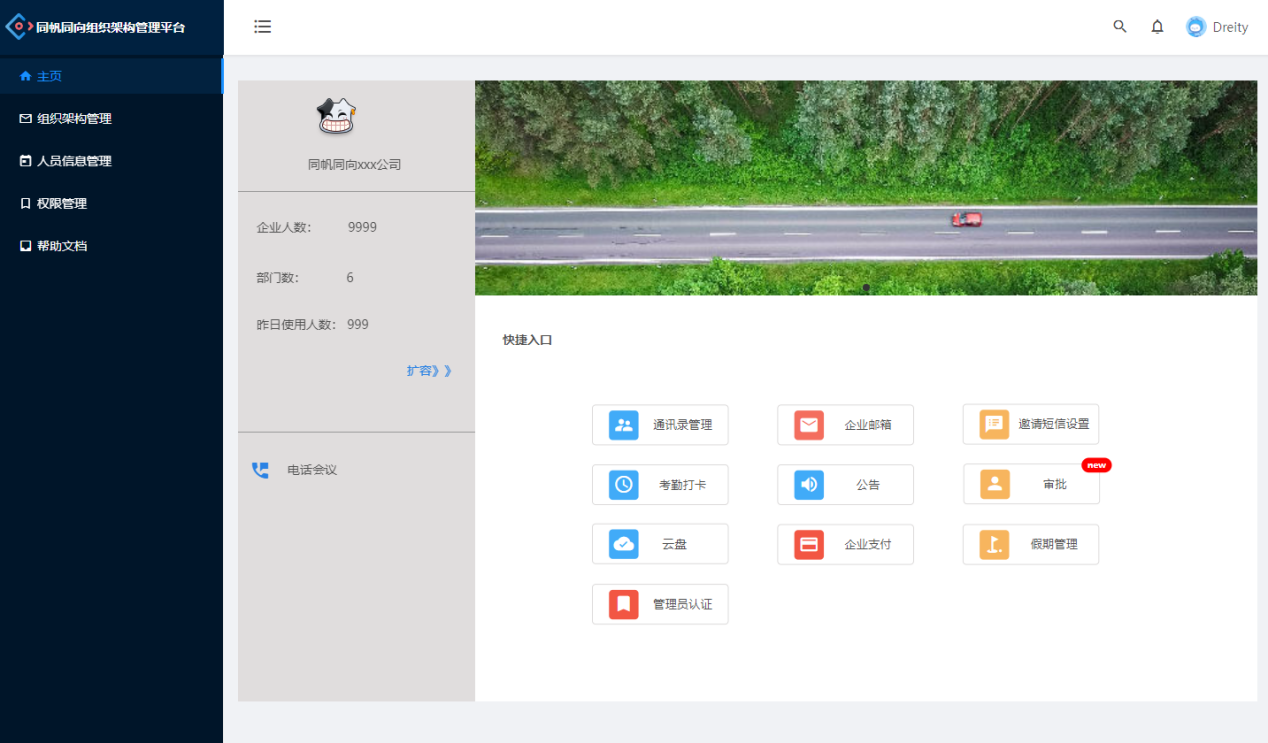 同帆同向组织架构管理平台
Dreity
主页
组织架构管理
人员信息管理
权限管理
帮助文档
同帆同向xxx公司
企业人数： 9999
部门数： 6
昨日使用人数： 999
扩容》》
电话会议
快捷入口
通讯录管理 企业邮箱 邀请短信设置
考勤打卡 公告 审批 new
云盘 企业支付 假期管理
管理员认证